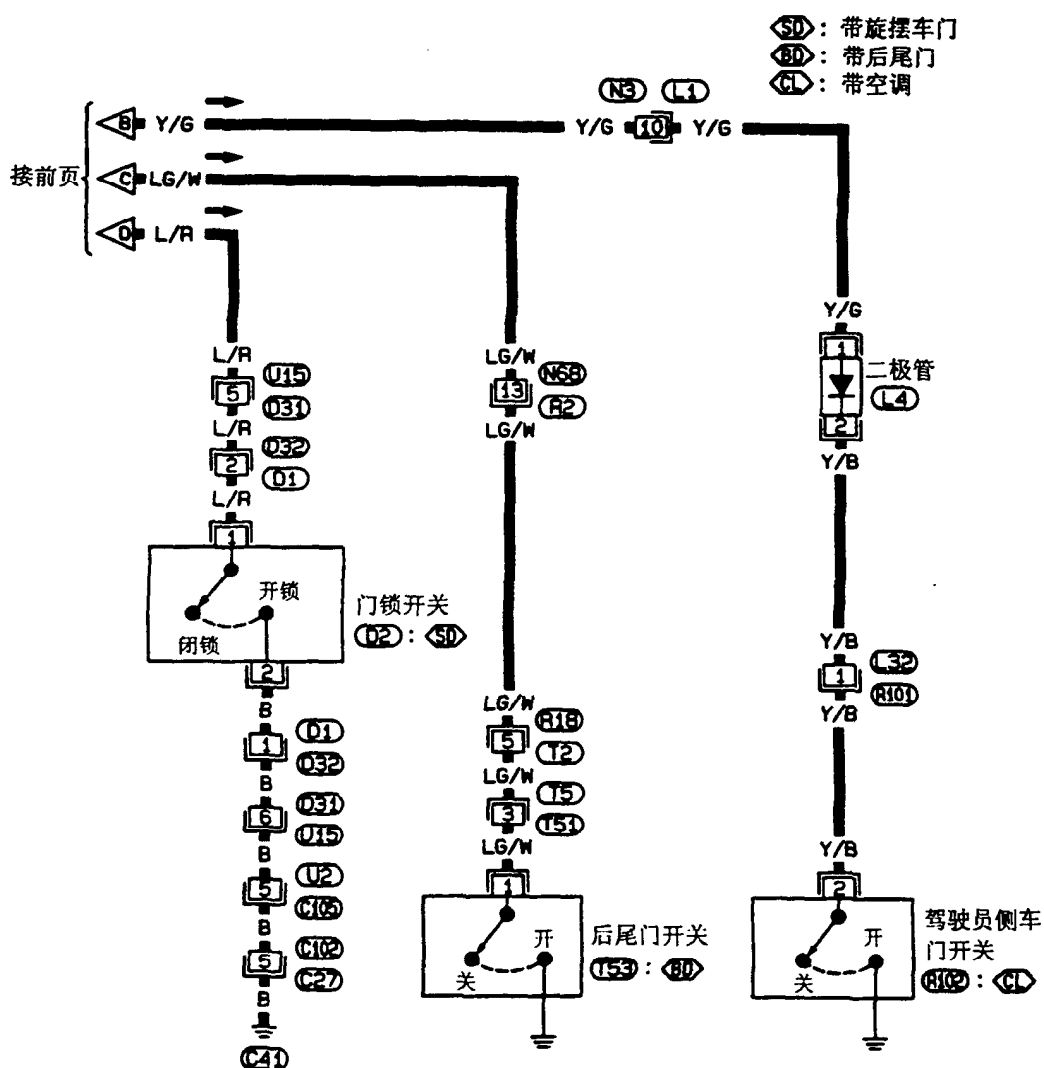 SD : 带旋摆车门
BD : 带后尾门
CL : 带空调
N3 L1
接前页
B Y/G Y/G 10 Y/G
C LG/W
D L/R
Y/G
1
二极管
L4
2
Y/B
L/R
5
U15
D31
L/R
2
D32
D1
L/R
1
开锁
闭锁
门锁开关
D2 : SD
2
B
1
D1
D32
B
6
D31
U15
B
5
U2
C105
B
5
C102
C27
B
C41
LG/W
13
N68
R2
LG/W
LG/W
5
R18
T2
LG/W
3
T5
T51
LG/W
1
开
关
后尾门开关
T53 : BD
Y/B
1
L32
R101
Y/B
Y/B
2
开
关
驾驶员侧车
门开关
R102 : CL